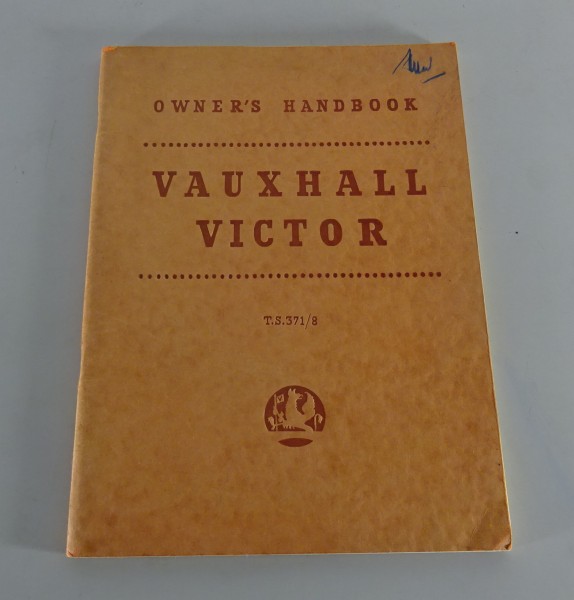 OWNER'S HANDBOOK
VAUXHALL
VICTOR
T.S.371/8